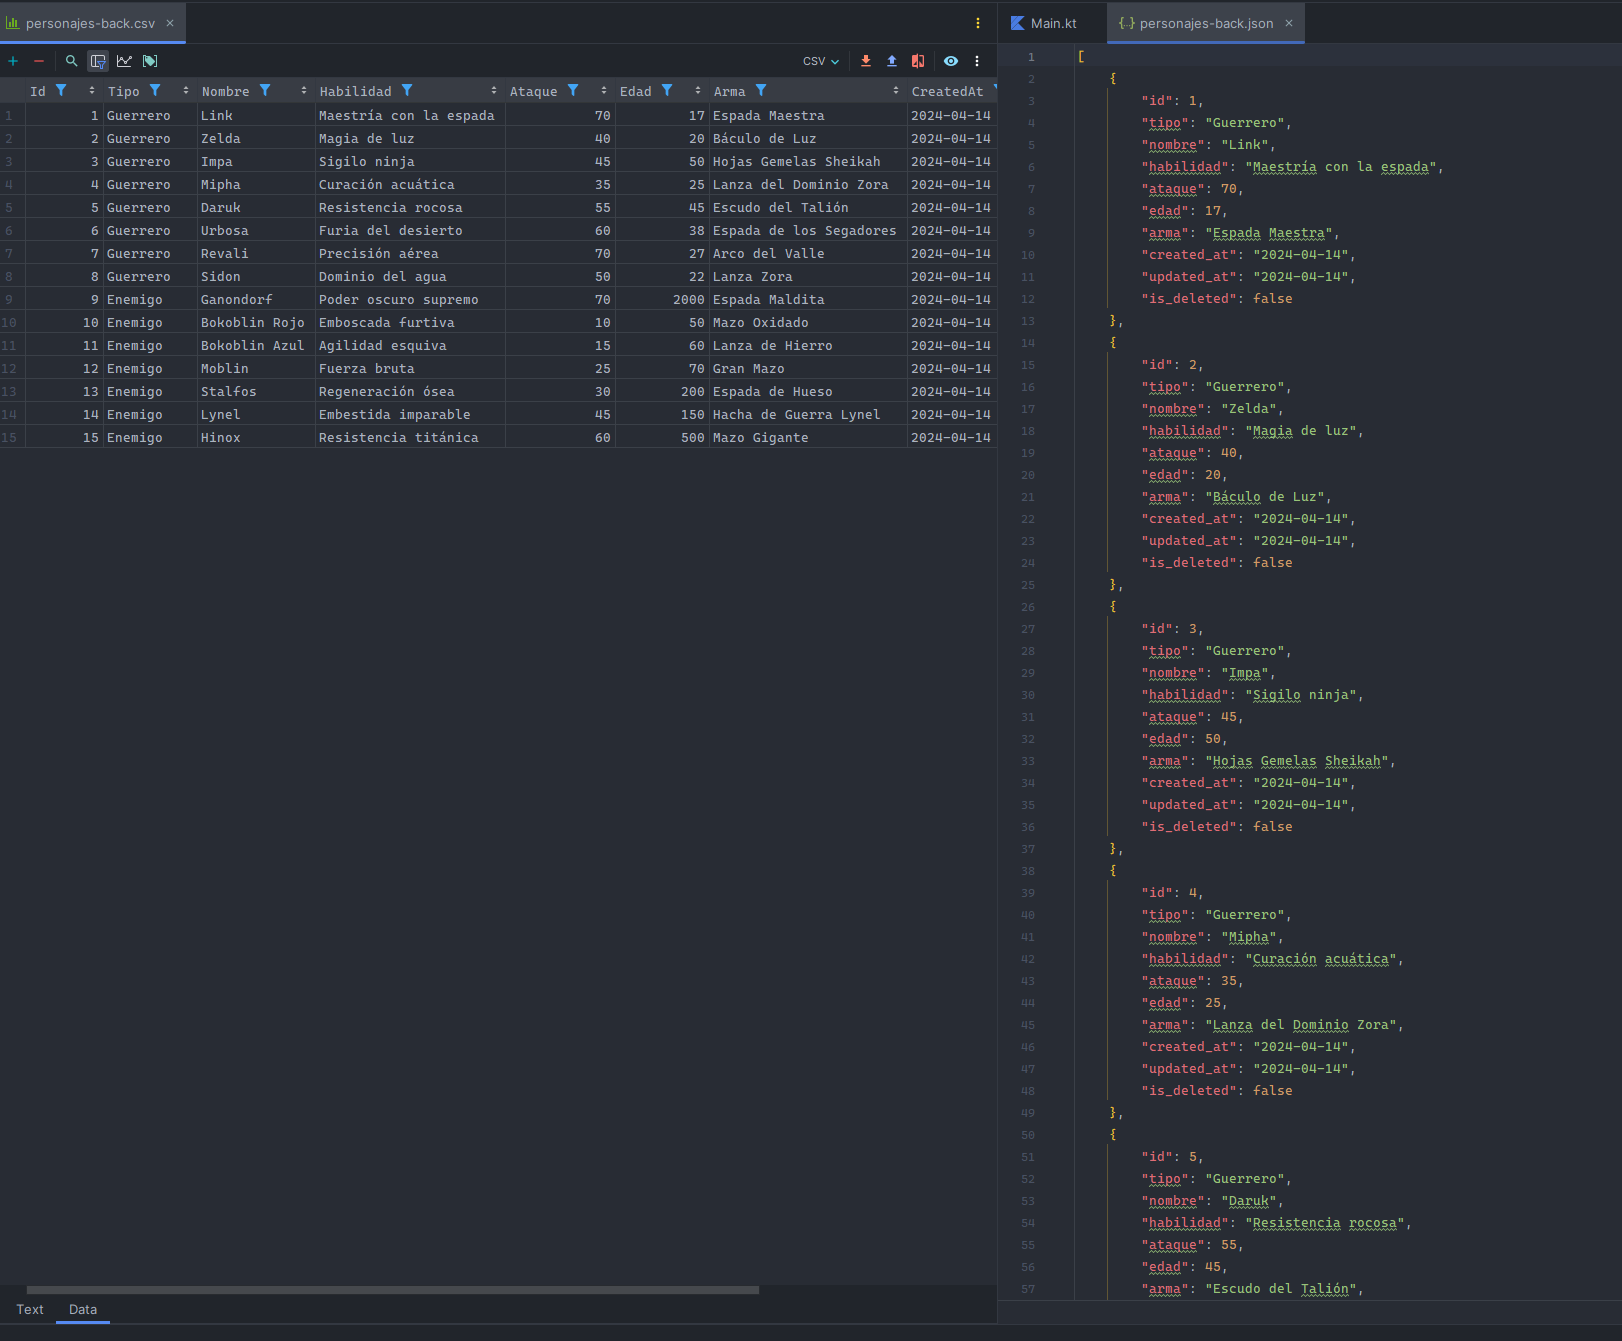 personajes-back.csv
CSV
Id Tipo Nombre Habilidad Ataque Edad Arma CreatedAt
1 1 Guerrero Link Maestría con la espada 70 17 Espada Maestra 2024-04-14
2 2 Guerrero Zelda Magia de luz 40 20 Báculo de Luz 2024-04-14
3 3 Guerrero Impa Sigilo ninja 45 50 Hojas Gemelas Sheikah 2024-04-14
4 4 Guerrero Mipha Curación acuática 35 25 Lanza del Dominio Zora 2024-04-14
5 5 Guerrero Daruk Resistencia rocosa 55 45 Escudo del Talión 2024-04-14
6 6 Guerrero Urbosa Furia del desierto 60 38 Espada de los Segadores 2024-04-14
7 7 Guerrero Revali Precisión aérea 70 27 Arco del Valle 2024-04-14
8 8 Guerrero Sidon Dominio del agua 50 22 Lanza Zora 2024-04-14
9 9 Enemigo Ganondorf Poder oscuro supremo 70 2000 Espada Maldita 2024-04-14
10 10 Enemigo Bokoblin Rojo Emboscada furtiva 10 50 Mazo Oxidado 2024-04-14
11 11 Enemigo Bokoblin Azul Agilidad esquiva 15 60 Lanza de Hierro 2024-04-14
12 12 Enemigo Moblin Fuerza bruta 25 70 Gran Mazo 2024-04-14
13 13 Enemigo Stalfos Regeneración ósea 30 200 Espada de Hueso 2024-04-14
14 14 Enemigo Lynel Embestida imparable 45 150 Hacha de Guerra Lynel 2024-04-14
15 15 Enemigo Hinox Resistencia titánica 60 500 Mazo Gigante 2024-04-14
Text Data
Main.kt personajes-back.json
1 [
2 {
3 "id": 1,
4 "tipo": "Guerrero",
5 "nombre": "Link",
6 "habilidad": "Maestría con la espada",
7 "ataque": 70,
8 "edad": 17,
9 "arma": "Espada Maestra",
10 "created_at": "2024-04-14",
11 "updated_at": "2024-04-14",
12 "is_deleted": false
13 },
14 {
15 "id": 2,
16 "tipo": "Guerrero",
17 "nombre": "Zelda",
18 "habilidad": "Magia de luz",
19 "ataque": 40,
20 "edad": 20,
21 "arma": "Báculo de Luz",
22 "created_at": "2024-04-14",
23 "updated_at": "2024-04-14",
24 "is_deleted": false
25 },
26 {
27 "id": 3,
28 "tipo": "Guerrero",
29 "nombre": "Impa",
30 "habilidad": "Sigilo ninja",
31 "ataque": 45,
32 "edad": 50,
33 "arma": "Hojas Gemelas Sheikah",
34 "created_at": "2024-04-14",
35 "updated_at": "2024-04-14",
36 "is_deleted": false
37 },
38 {
39 "id": 4,
40 "tipo": "Guerrero",
41 "nombre": "Mipha",
42 "habilidad": "Curación acuática",
43 "ataque": 35,
44 "edad": 25,
45 "arma": "Lanza del Dominio Zora",
46 "created_at": "2024-04-14",
47 "updated_at": "2024-04-14",
48 "is_deleted": false
49 },
50 {
51 "id": 5,
52 "tipo": "Guerrero",
53 "nombre": "Daruk",
54 "habilidad": "Resistencia rocosa",
55 "ataque": 55,
56 "edad": 45,
57 "arma": "Escudo del Talión",